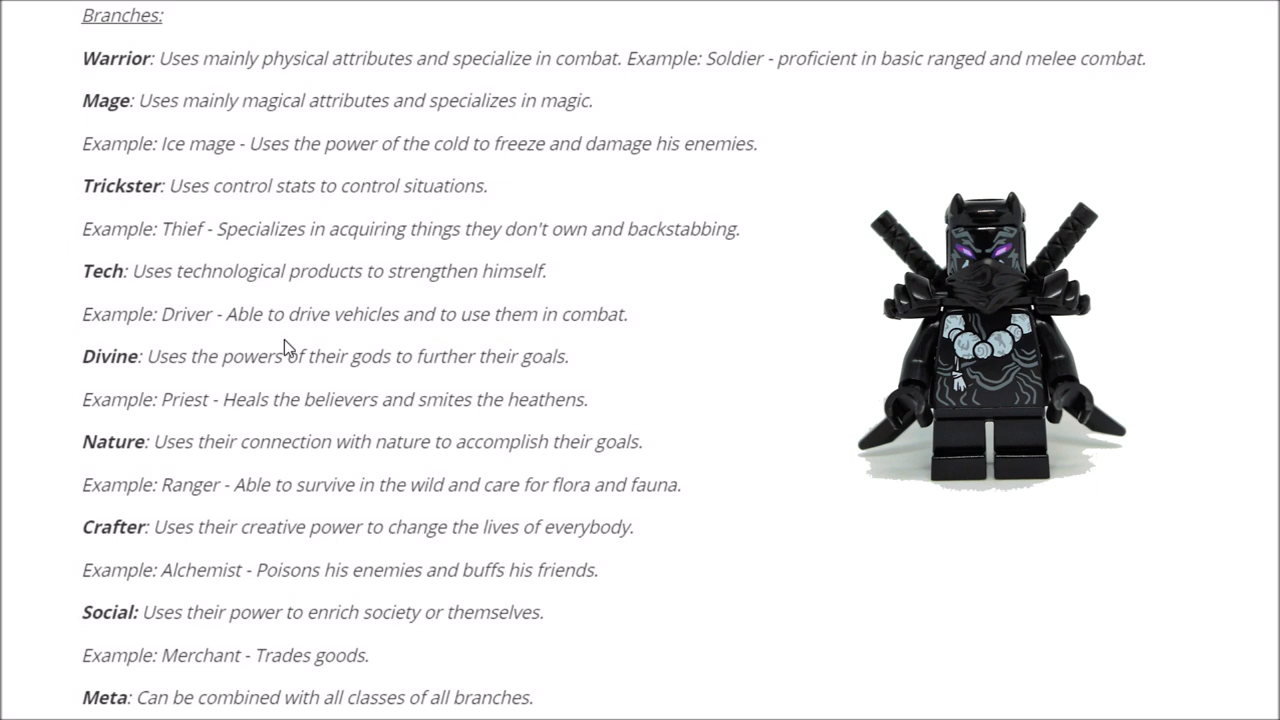 Branches:
Warrior: Uses mainly physical attributes and specialize in combat. Example: Soldier - proficient in basic ranged and melee combat.
Mage: Uses mainly magical attributes and specializes in magic.
Example: Ice mage - Uses the power of the cold to freeze and damage his enemies.
Trickster: Uses control stats to control situations.
Example: Thief - Specializes in acquiring things they don't own and backstabbing.
Tech: Uses technological products to strengthen himself.
Example: Driver - Able to drive vehicles and to use them in combat.
Divine: Uses the powers of their gods to further their goals.
Example: Priest - Heals the believers and smites the heathens.
Nature: Uses their connection with nature to accomplish their goals.
Example: Ranger - Able to survive in the wild and care for flora and fauna.
Crafter: Uses their creative power to change the lives of everybody.
Example: Alchemist - Poisons his enemies and buffs his friends.
Social: Uses their power to enrich society or themselves.
Example: Merchant - Trades goods.
Meta: Can be combined with all classes of all branches.